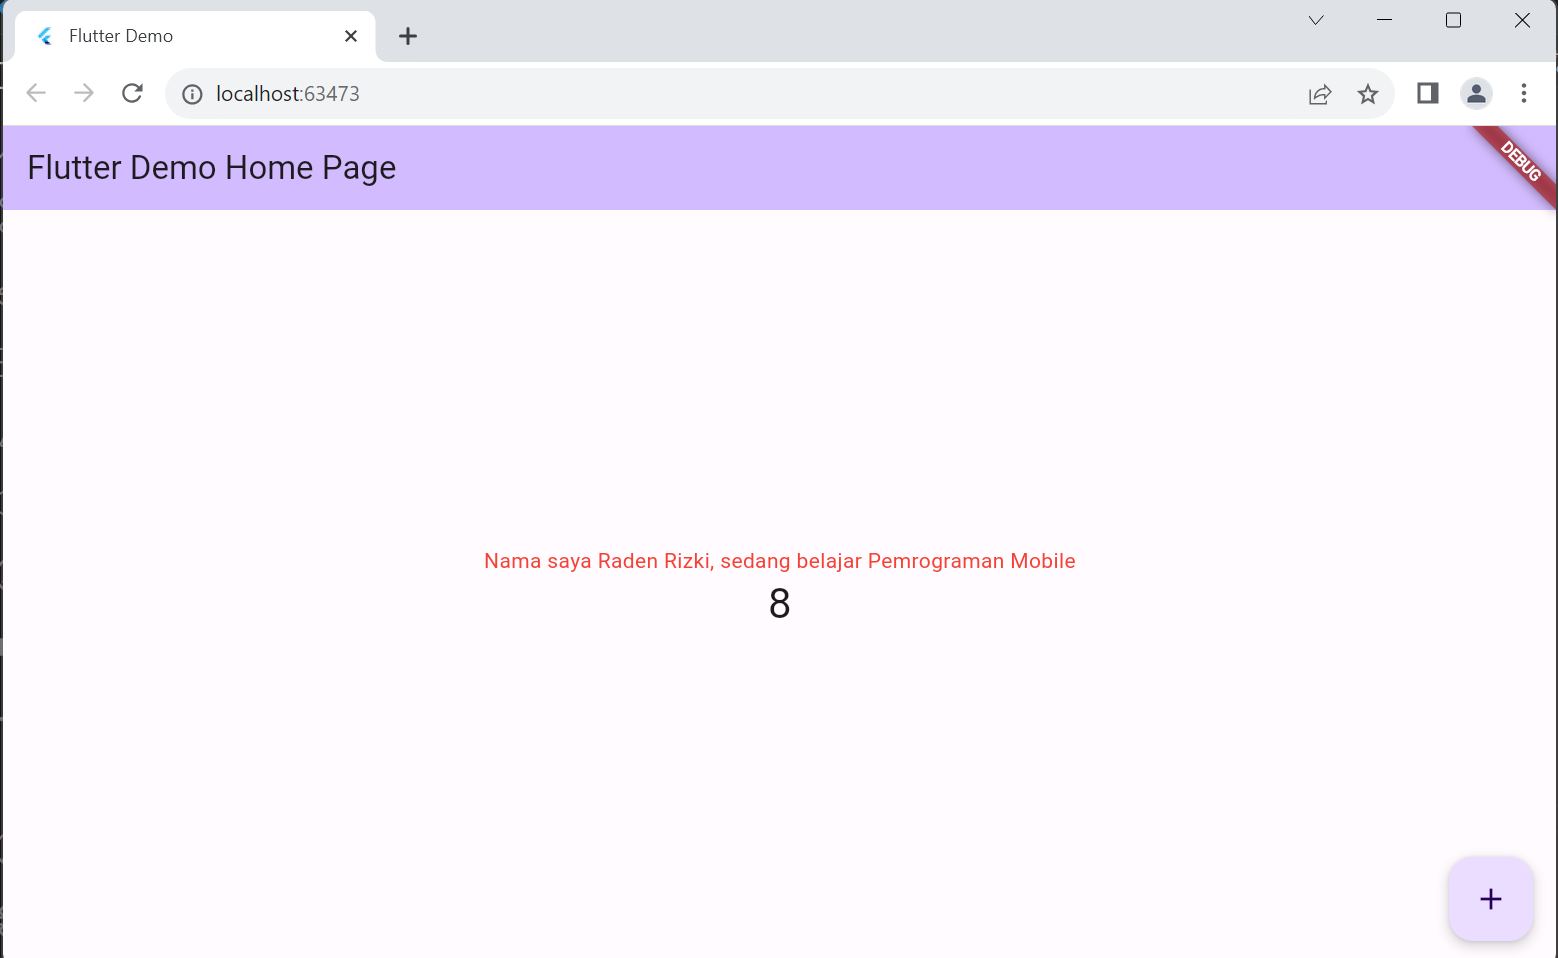 Flutter Demo
localhost:63473
Flutter Demo Home Page
DEBUG
Nama saya Raden Rizki, sedang belajar Pemrograman Mobile
8